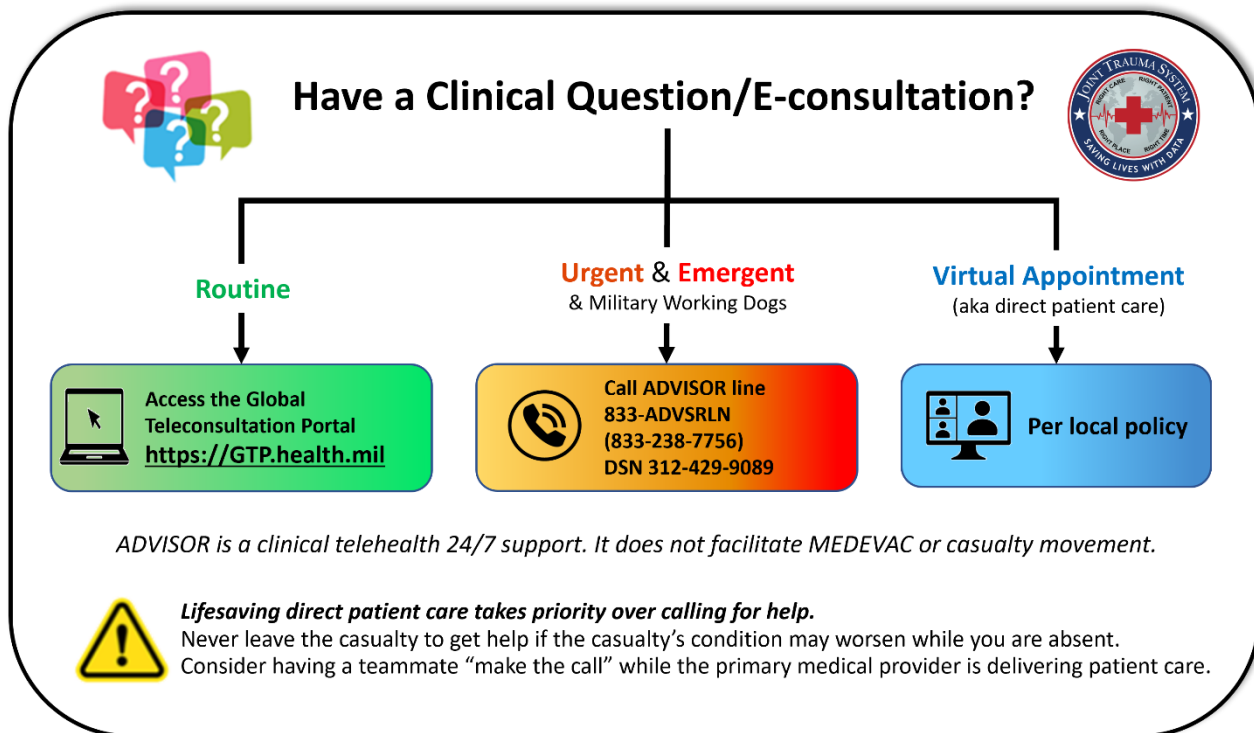 Have a Clinical Question/E-consultation?
JOINT TRAUMA SYSTEM
RIGHT CARE
RIGHT PATIENT
RIGHT PLACE
RIGHT TIME
SAVING LIVES WITH DATA
? ? ? ?
Routine
Access the Global
Teleconsultation Portal
https://GTP.health.mil
Urgent & Emergent
& Military Working Dogs
Call ADVISOR line
833-ADVSRLN
(833-238-7756)
DSN 312-429-9089
Virtual Appointment
(aka direct patient care)
Per local policy
ADVISOR is a clinical telehealth 24/7 support. It does not facilitate MEDEVAC or casualty movement.
!
Lifesaving direct patient care takes priority over calling for help.
Never leave the casualty to get help if the casualty’s condition may worsen while you are absent.
Consider having a teammate “make the call” while the primary medical provider is delivering patient care.